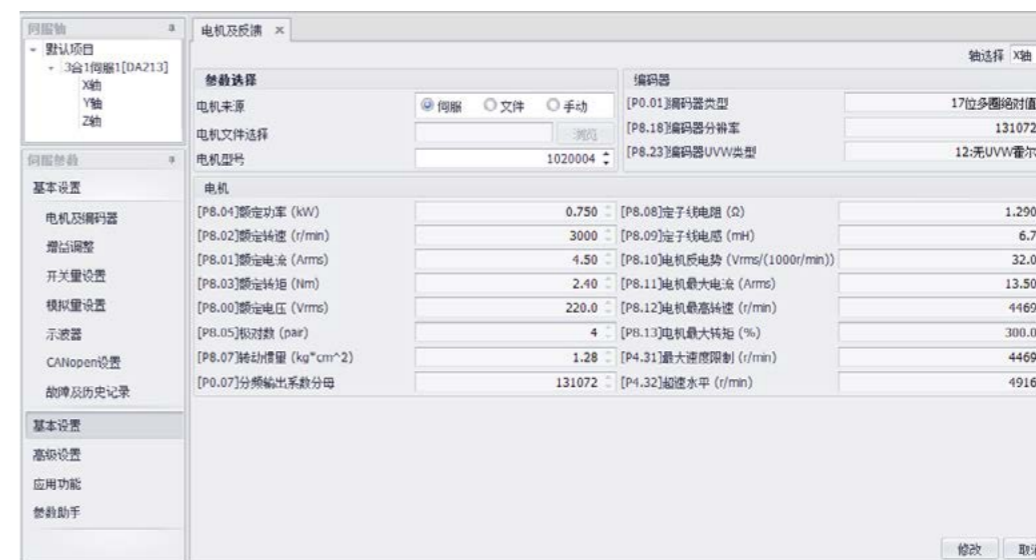 伺服轴
电机及反馈 ×
默认项目
3合1伺服1[DA213]
X轴
Y轴
Z轴
轴选择 X轴
参数选择
编码器
电机来源 伺服 文件 手动
[P0.01]编码器类型 17位多圈绝对值
电机文件选择 浏览
[P8.18]编码器分辨率 131072
电机型号 1020004
[P8.23]编码器UVW类型 12:无UVW霍尔
伺服参数
基本设置
电机及编码器
增益调整
开关量设置
模拟量设置
示波器
CANopen设置
故障及历史记录
基本设置
高级设置
应用功能
参数助手
电机
[P8.04]额定功率 (kW) 0.750 [P8.08]定子线电阻 (Ω) 1.290
[P8.02]额定转速 (r/min) 3000 [P8.09]定子线电感 (mH) 6.7
[P8.01]额定电流 (Arms) 4.50 [P8.10]电机反电势 (Vrms/(1000r/min)) 32.0
[P8.03]额定转矩 (Nm) 2.40 [P8.11]电机最大电流 (Arms) 13.50
[P8.00]额定电压 (Vrms) 220.0 [P8.12]电机最高转速 (r/min) 4469
[P8.05]极对数 (pair) 4 [P8.13]电机最大转矩 (%) 300.0
[P8.07]转动惯量 (kg*cm^2) 1.28 [P4.31]最大速度限制 (r/min) 4469
[P0.07]分频输出系数分母 131072 [P4.32]超速水平 (r/min) 4916
修改 取